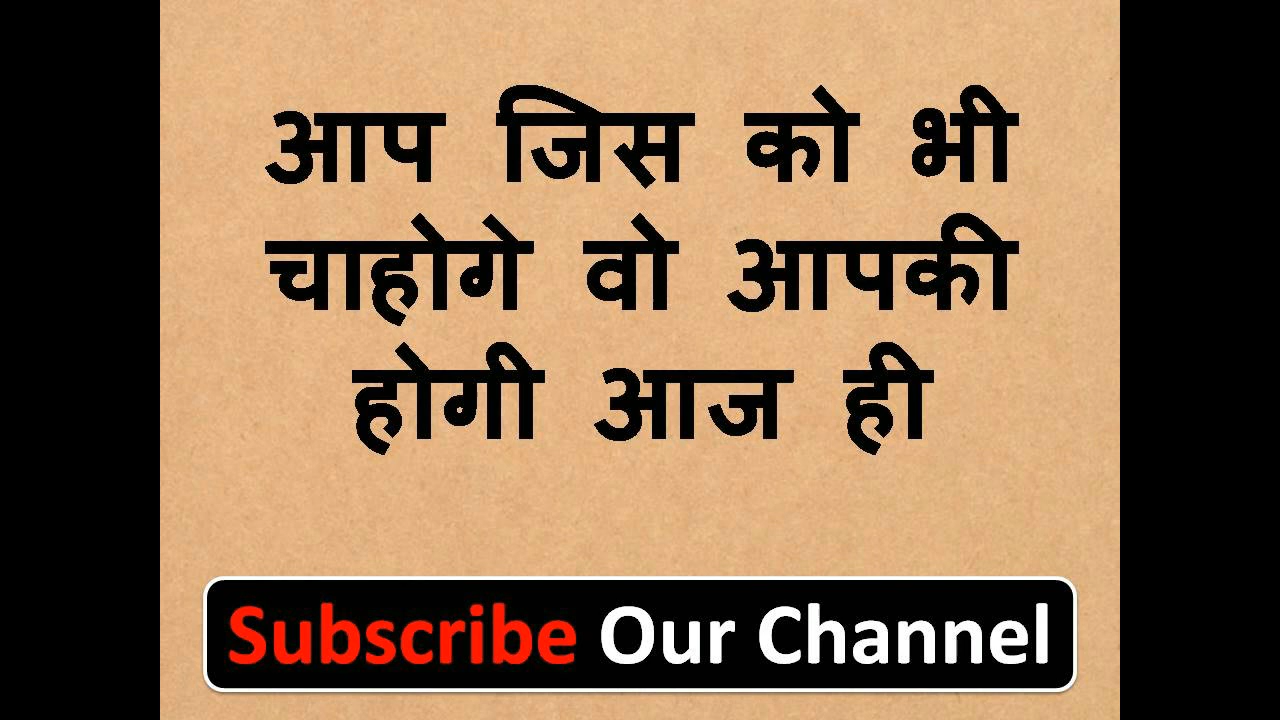 आप जिस को भी
चाहोगे वो आपकी
होगी आज ही
Subscribe Our Channel